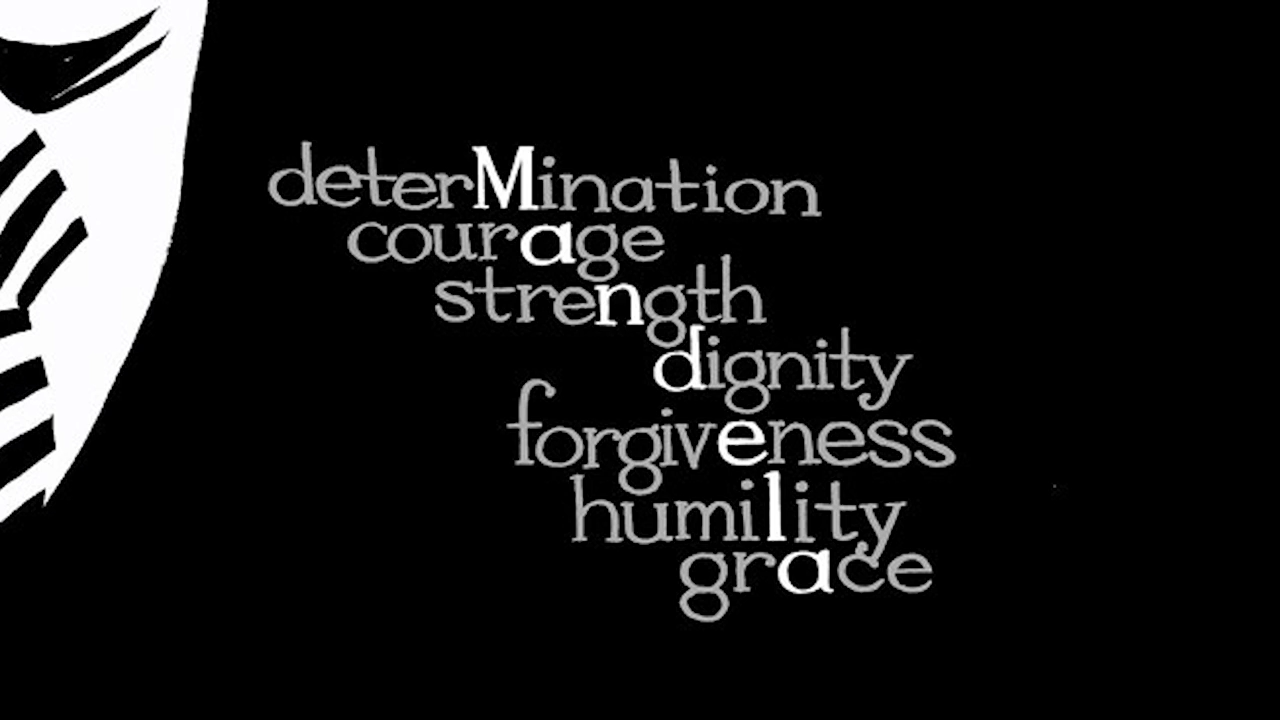 deterMination
courage
strength
dignity
forgiveness
humility
grace